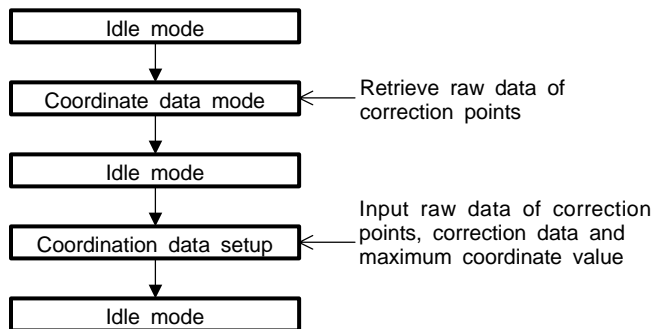 Idle mode
Coordinate data mode
Retrieve raw data of
correction points
Idle mode
Coordination data setup
Input raw data of correction
points, correction data and
maximum coordinate value
Idle mode